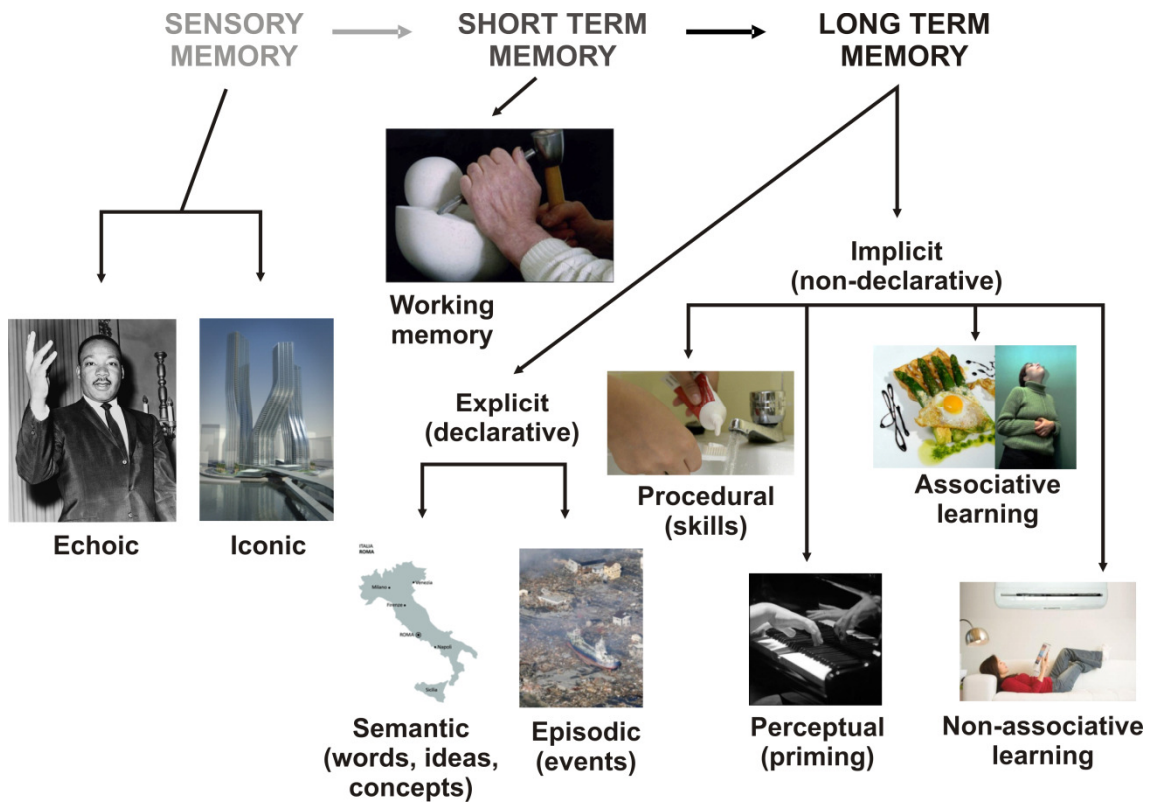 SENSORY
MEMORY
SHORT TERM
MEMORY
LONG TERM
MEMORY
Working
memory
Implicit
(non-declarative)
Explicit
(declarative)
Echoic
Iconic
Procedural
(skills)
Associative
learning
ITALIA
ROMA
Milano
Venezia
Firenze
ROMA
Napoli
Sicilia
Semantic
(words, ideas,
concepts)
Episodic
(events)
Perceptual
(priming)
Non-associative
learning